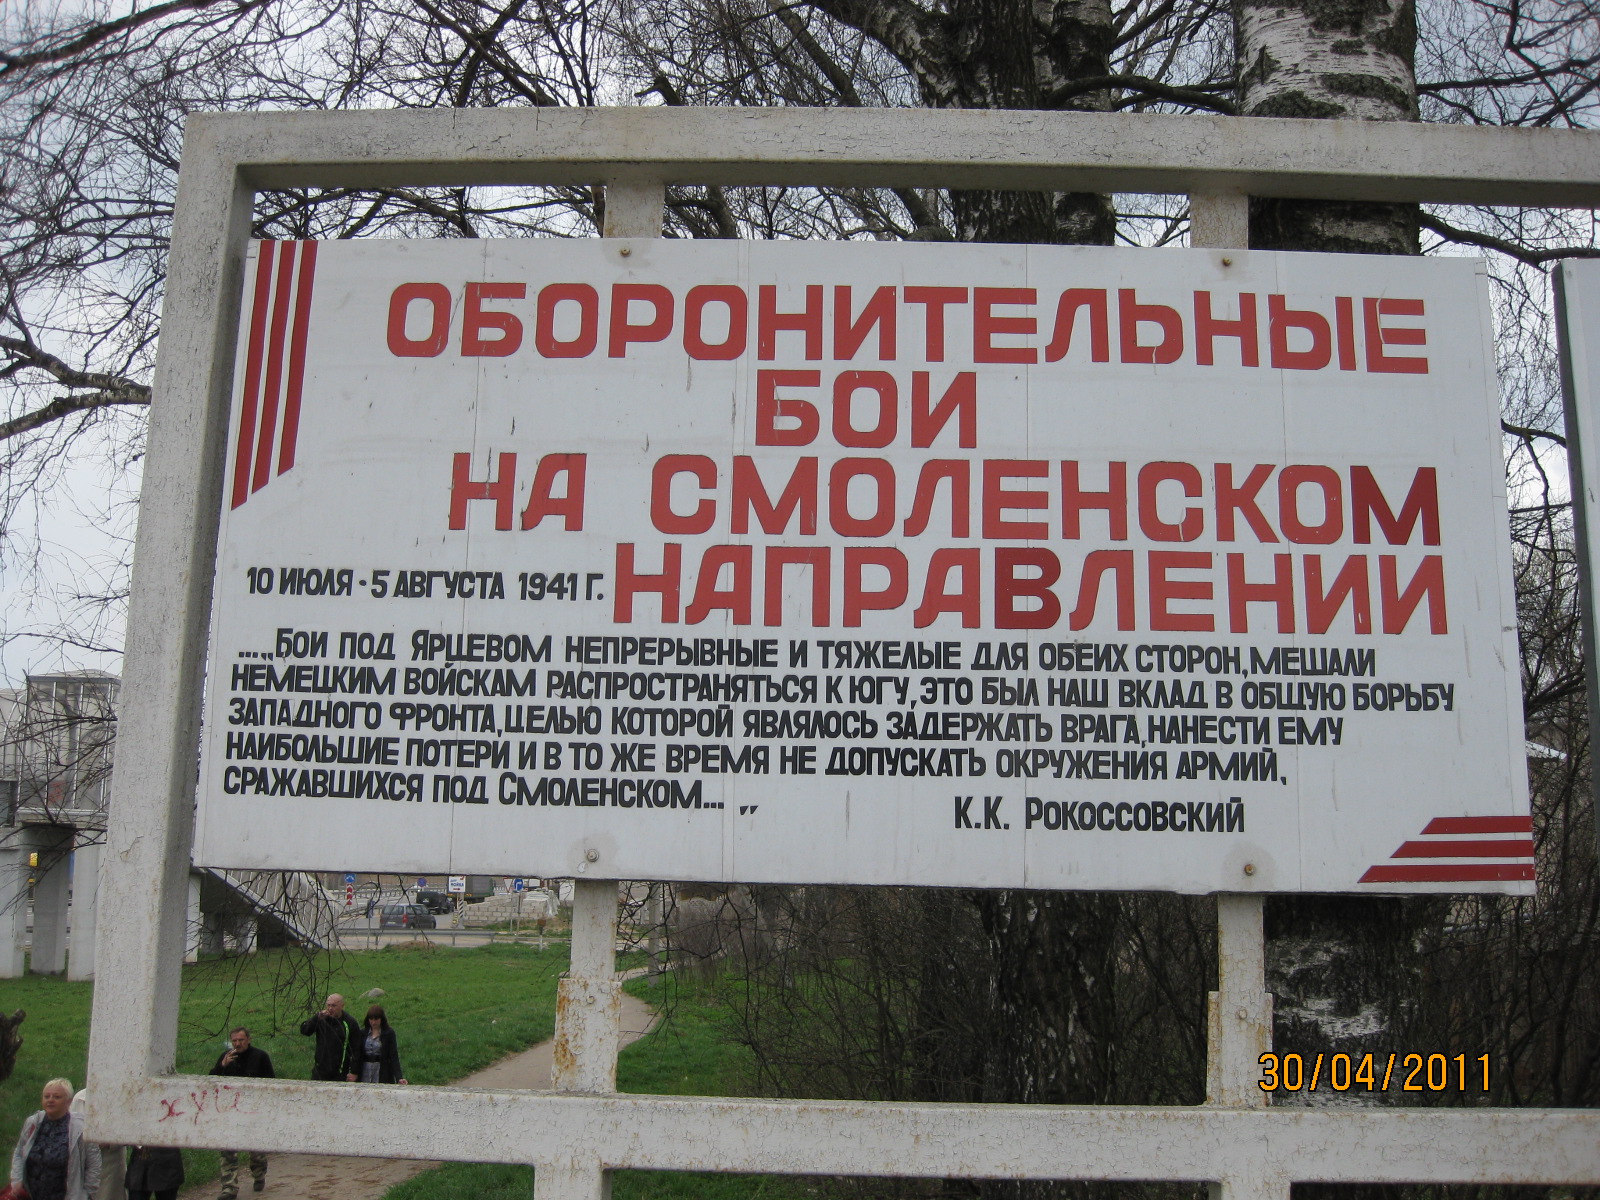 ОБОРОНИТЕЛЬНЫЕ
БОИ
НА СМОЛЕНСКОМ
НАПРАВЛЕНИИ
10 ИЮЛЯ - 5 АВГУСТА 1941 Г.
...„БОИ ПОД ЯРЦЕВОМ НЕПРЕРЫВНЫЕ И ТЯЖЕЛЫЕ ДЛЯ ОБЕИХ СТОРОН, МЕШАЛИ
НЕМЕЦКИМ ВОЙСКАМ РАСПРОСТРАНЯТЬСЯ К ЮГУ, ЭТО БЫЛ НАШ ВКЛАД В ОБЩУЮ БОРЬБУ
ЗАПАДНОГО ФРОНТА, ЦЕЛЬЮ КОТОРОЙ ЯВЛЯЛОСЬ ЗАДЕРЖАТЬ ВРАГА, НАНЕСТИ ЕМУ
НАИБОЛЬШИЕ ПОТЕРИ И В ТО ЖЕ ВРЕМЯ НЕ ДОПУСКАТЬ ОКРУЖЕНИЯ АРМИЙ,
СРАЖАВШИХСЯ ПОД СМОЛЕНСКОМ... „
К.К. РОКОССОВСКИЙ
30/04/2011